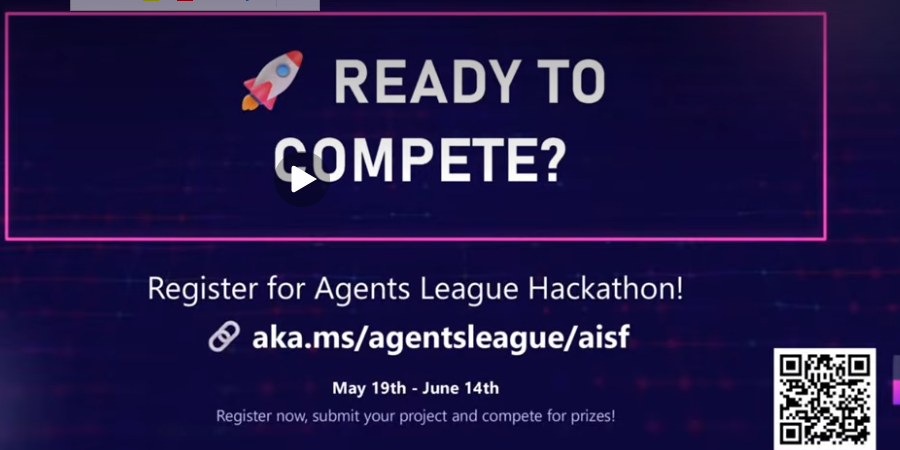 🚀 READY TO
COMPETE?
Register for Agents League Hackathon!
🔗 aka.ms/agentsleague/aisf
May 19th - June 14th
Register now, submit your project and compete for prizes!